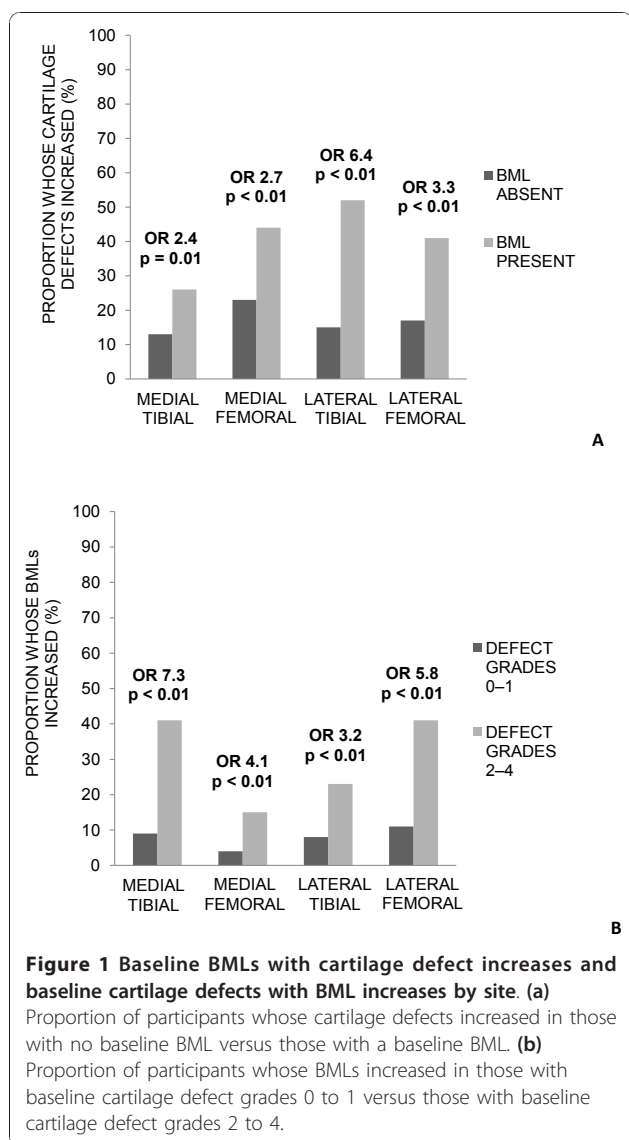 PROPORTION WHOSE CARTILAGE
DEFECTS INCREASED (%)
100
90
80
70
60
50
40
30
20
10
0
OR 2.4
p = 0.01
OR 2.7
p < 0.01
OR 6.4
p < 0.01
OR 3.3
p < 0.01
MEDIAL
TIBIAL
MEDIAL
FEMORAL
LATERAL
TIBIAL
LATERAL
FEMORAL
BML
ABSENT
BML
PRESENT
A
PROPORTION WHOSE BMLs
INCREASED (%)
100
90
80
70
60
50
40
30
20
10
0
OR 7.3
p < 0.01
OR 4.1
p < 0.01
OR 3.2
p < 0.01
OR 5.8
p < 0.01
MEDIAL
TIBIAL
MEDIAL
FEMORAL
LATERAL
TIBIAL
LATERAL
FEMORAL
DEFECT
GRADES
0–1
DEFECT
GRADES
2–4
B
Figure 1 Baseline BMLs with cartilage defect increases and
baseline cartilage defects with BML increases by site. (a)
Proportion of participants whose cartilage defects increased in those
with no baseline BML versus those with a baseline BML. (b)
Proportion of participants whose BMLs increased in those with
baseline cartilage defect grades 0 to 1 versus those with baseline
cartilage defect grades 2 to 4.